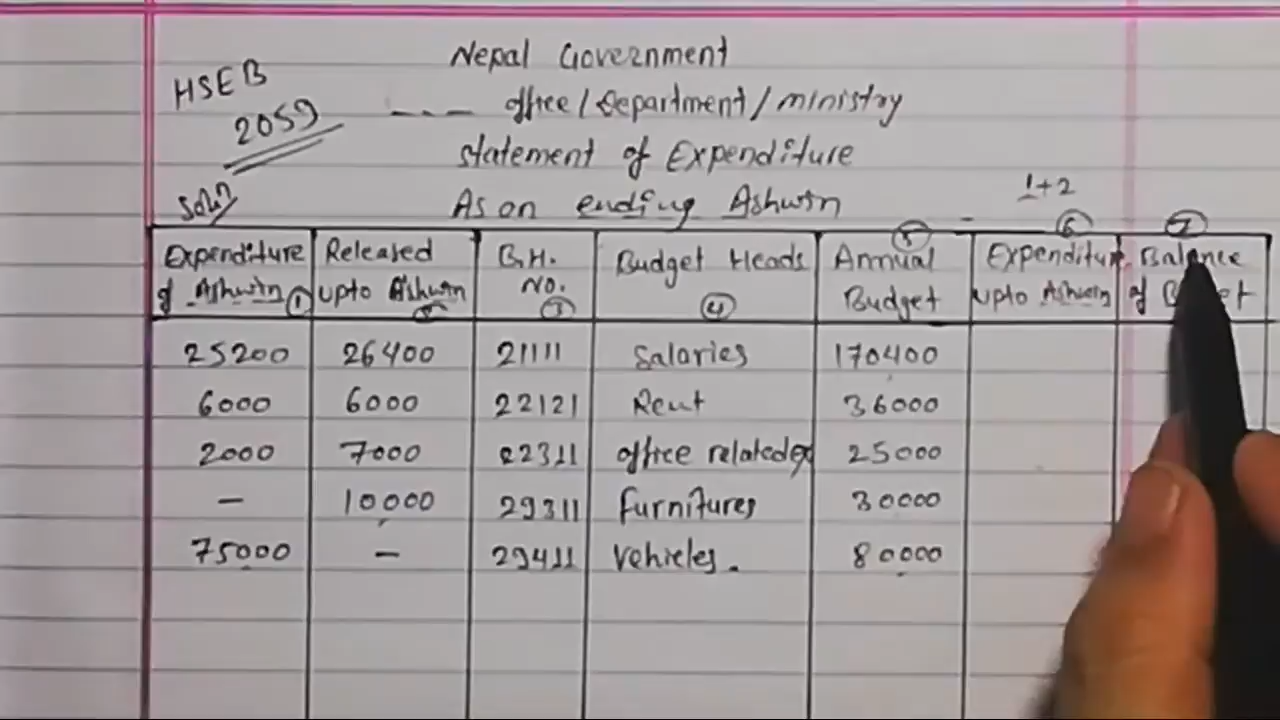 HSEB
2059
Nepal Government
---- office/Department/ministry
statement of Expenditure
As on ending Ashwin
Soln
1+2
Expenditure of Ashwin ① | Released upto Ashwin ② | B.H. No. ③ | Budget Heads ④ | Annual Budget ⑤ | Expenditure upto Ashwin ⑥ | Balance of ⑦
25200 | 26400 | 21111 | Salaries | 170400
6000 | 6000 | 22121 | Rent | 36000
2000 | 7000 | 22311 | office related | 25000
— | 10000 | 29311 | furnitures | 30000
75000 | — | 29411 | vehicles. | 80000